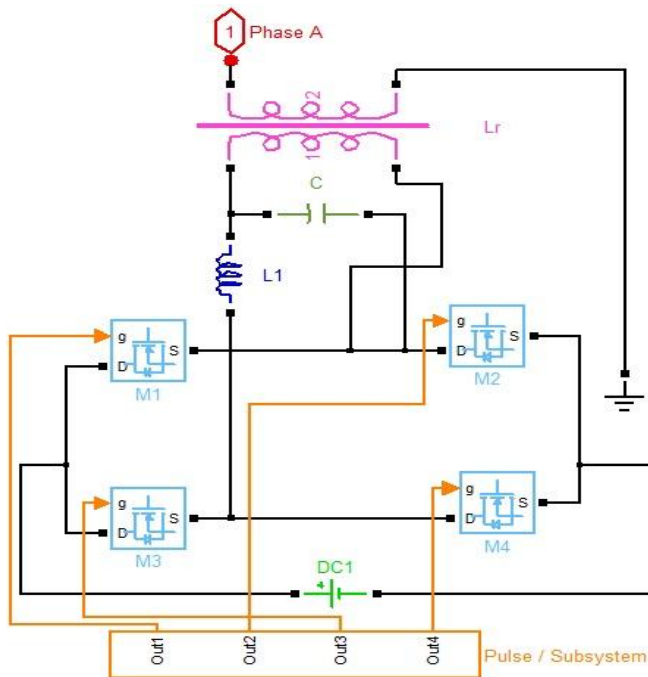 1
Phase A
2
Lr
1
C
L1
g
D
S
M1
g
D
S
M2
g
D
S
M3
g
D
S
M4
DC1
+
Out1
Out2
Out3
Out4
Pulse / Subsystem